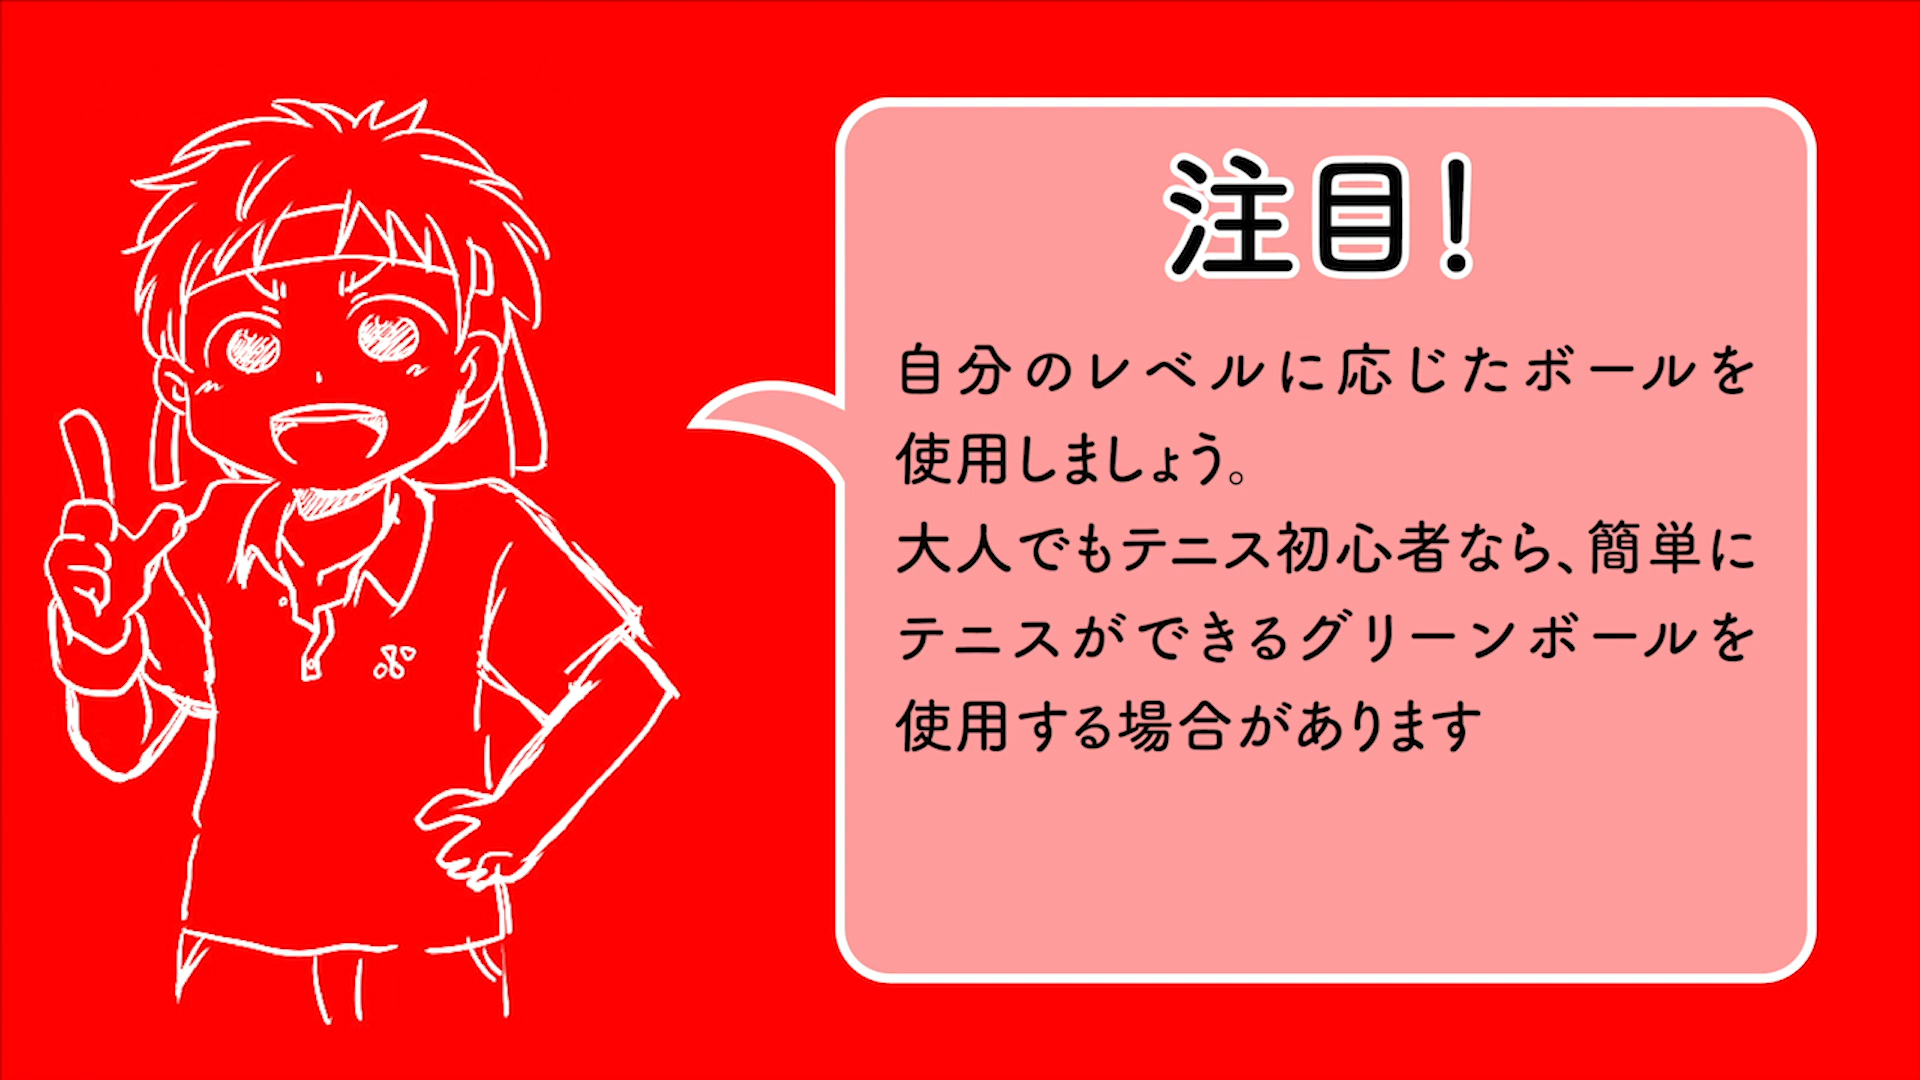 注目！
自分のレベルに応じたボールを
使用しましょう。
大人でもテニス初心者なら、簡単に
テニスができるグリーンボールを
使用する場合があります